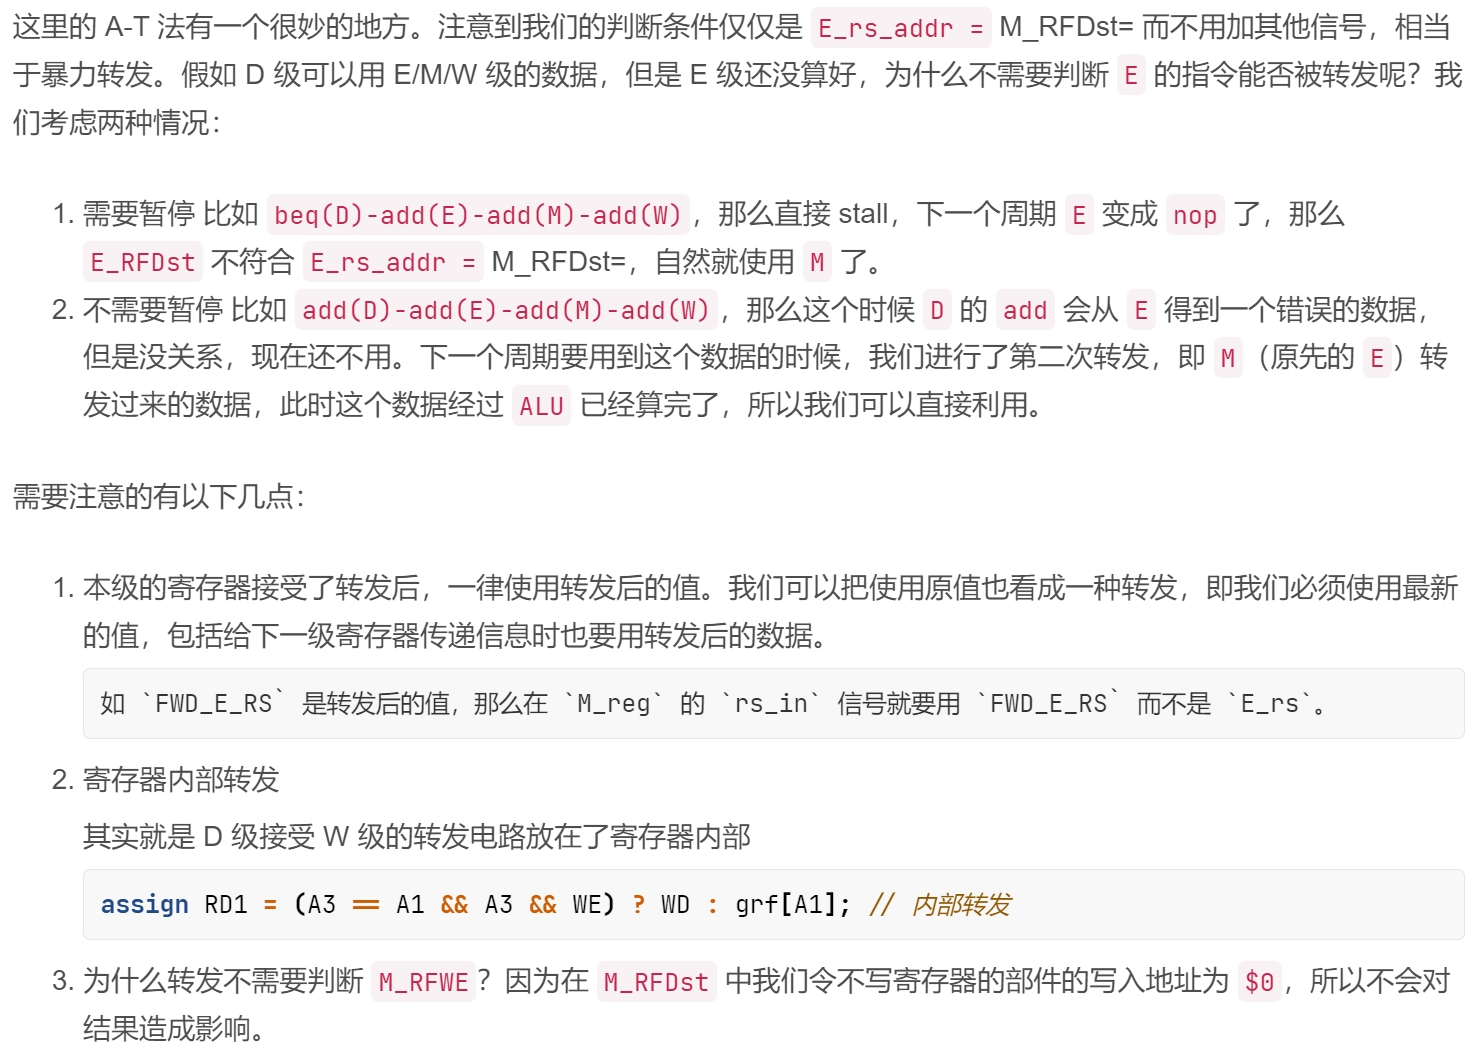 这里的 A-T 法有一个很妙的地方。注意到我们的判断条件仅仅是 E_rs_addr = M_RFDst= 而不用加其他信号，相当
于暴力转发。假如 D 级可以用 E/M/W 级的数据，但是 E 级还没算好，为什么不需要判断 E 的指令能否被转发呢？我
们考虑两种情况：
1. 需要暂停 比如 beq(D)-add(E)-add(M)-add(W)，那么直接 stall，下一个周期 E 变成 nop 了，那么
E_RFDst 不符合 E_rs_addr = M_RFDst=，自然就使用 M 了。
2. 不需要暂停 比如 add(D)-add(E)-add(M)-add(W)，那么这个时候 D 的 add 会从 E 得到一个错误的数据，
但是没关系，现在还不用。下一个周期要用到这个数据的时候，我们进行了第二次转发，即 M（原先的 E）转
发过来的数据，此时这个数据经过 ALU 已经算完了，所以我们可以直接利用。
需要注意的有以下几点：
1. 本级的寄存器接受了转发后，一律使用转发后的值。我们可以把使用原值也看成一种转发，即我们必须使用最新
的值，包括给下一级寄存器传递信息时也要用转发后的数据。
如 `FWD_E_RS` 是转发后的值，那么在 `M_reg` 的 `rs_in` 信号就要用 `FWD_E_RS` 而不是 `E_rs`。
2. 寄存器内部转发
其实就是 D 级接受 W 级的转发电路放在了寄存器内部
assign RD1 = (A3 == A1 && A3 && WE) ? WD : grf[A1]; // 内部转发
3. 为什么转发不需要判断 M_RFWE？因为在 M_RFDst 中我们令不写寄存器的部件的写入地址为 $0，所以不会对
结果造成影响。